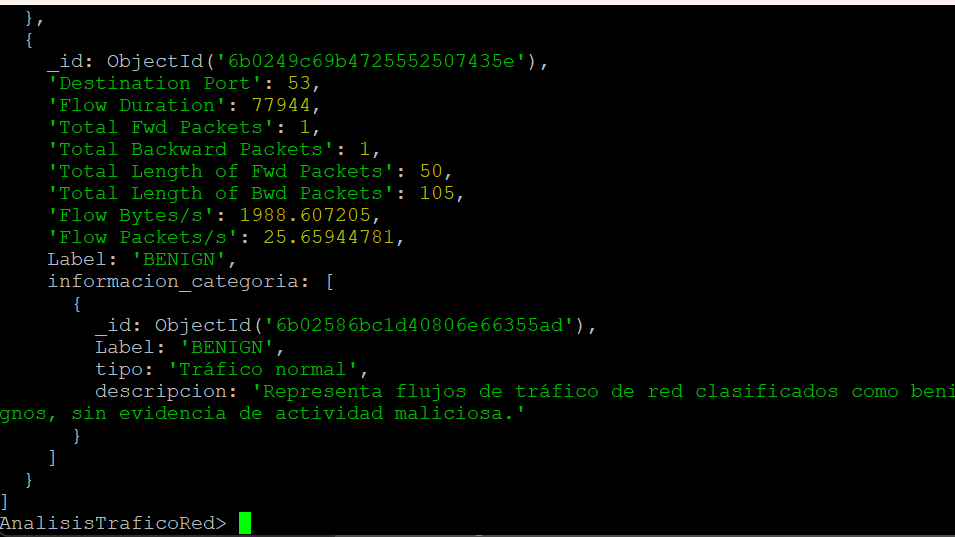 },
{
_id: ObjectId('6b0249c69b4725552507435e'),
'Destination Port': 53,
'Flow Duration': 77944,
'Total Fwd Packets': 1,
'Total Backward Packets': 1,
'Total Length of Fwd Packets': 50,
'Total Length of Bwd Packets': 105,
'Flow Bytes/s': 1988.607205,
'Flow Packets/s': 25.65944781,
Label: 'BENIGN',
informacion_categoria: [
{
_id: ObjectId('6b02586bc1d40806e66355ad'),
Label: 'BENIGN',
tipo: 'Tráfico normal',
descripcion: 'Representa flujos de tráfico de red clasificados como beni
gnos, sin evidencia de actividad maliciosa.'
}
]
}
]
AnalisisTraficoRed>